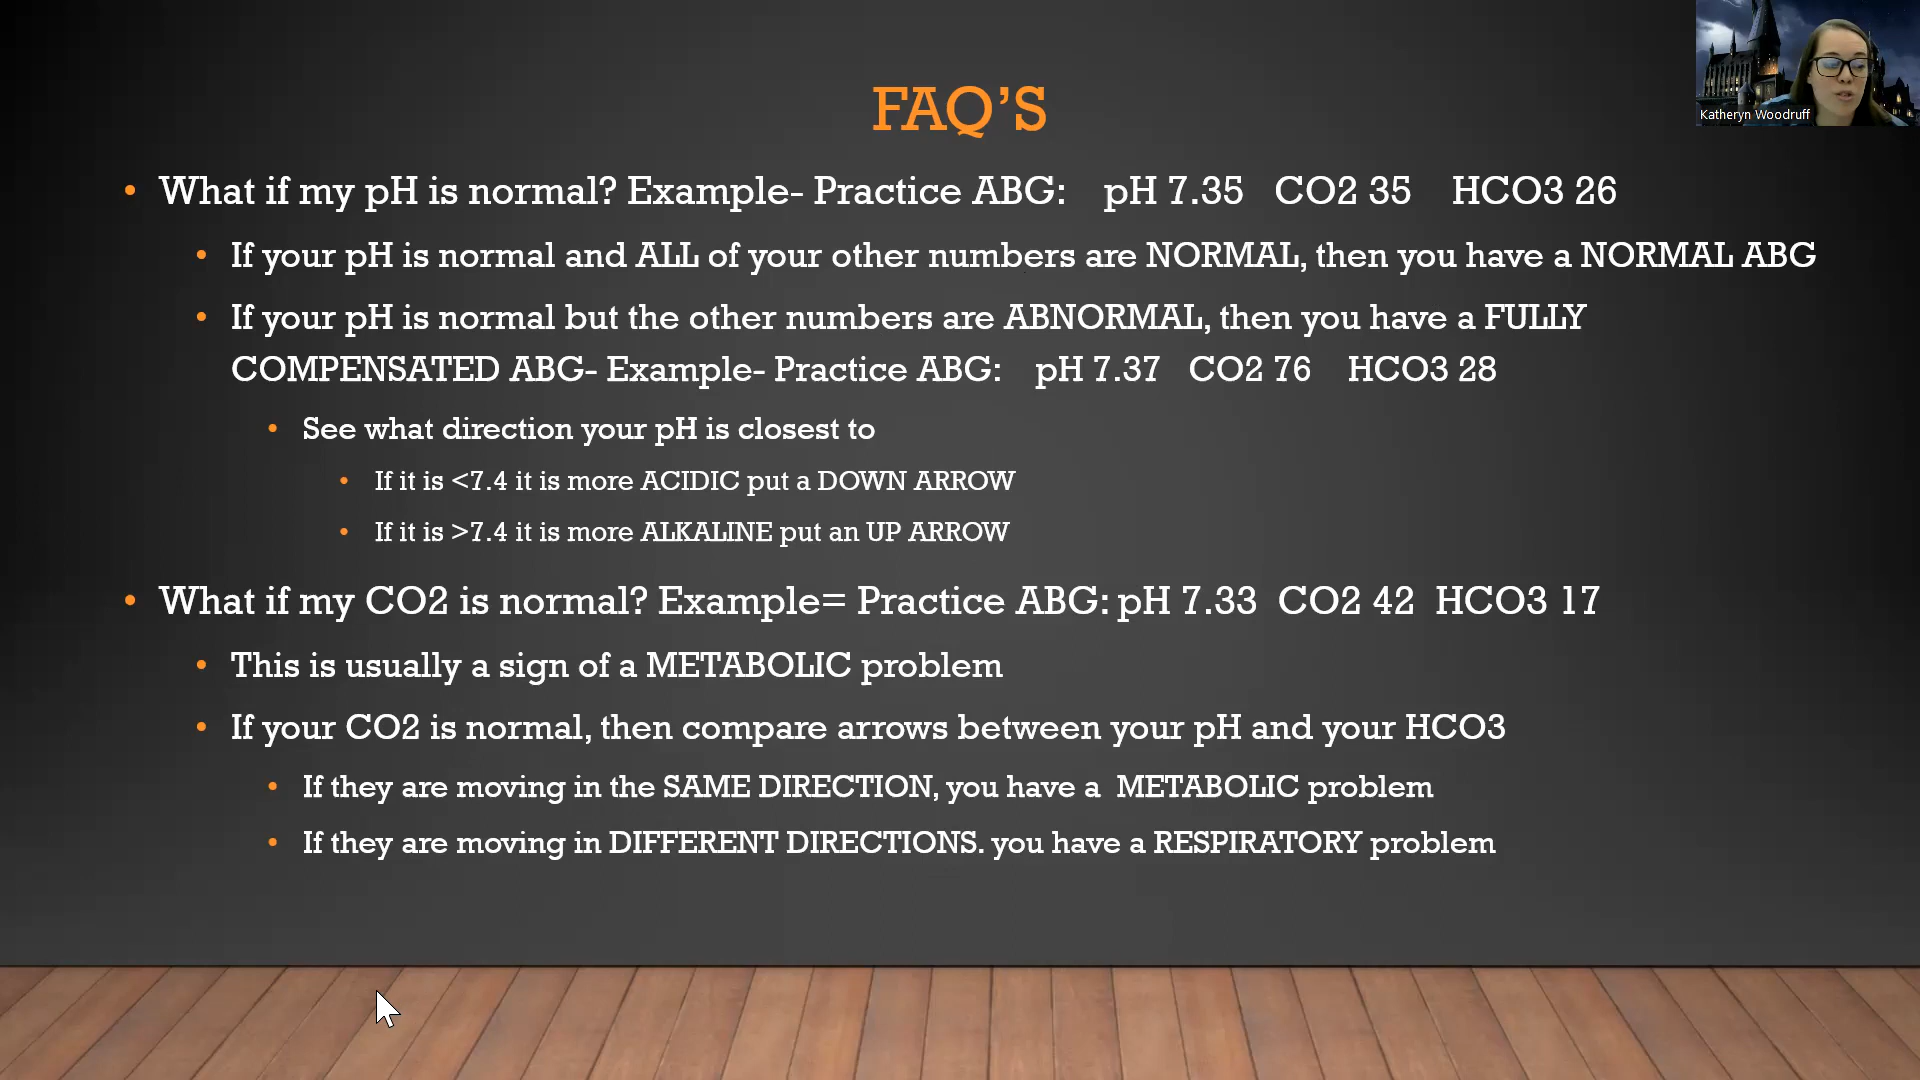 FAQ’S
Katheryn Woodruff
• What if my pH is normal? Example- Practice ABG: pH 7.35 CO2 35 HCO3 26
• If your pH is normal and ALL of your other numbers are NORMAL, then you have a NORMAL ABG
• If your pH is normal but the other numbers are ABNORMAL, then you have a FULLY
COMPENSATED ABG- Example- Practice ABG: pH 7.37 CO2 76 HCO3 28
• See what direction your pH is closest to
• If it is <7.4 it is more ACIDIC put a DOWN ARROW
• If it is >7.4 it is more ALKALINE put an UP ARROW
• What if my CO2 is normal? Example= Practice ABG: pH 7.33 CO2 42 HCO3 17
• This is usually a sign of a METABOLIC problem
• If your CO2 is normal, then compare arrows between your pH and your HCO3
• If they are moving in the SAME DIRECTION, you have a METABOLIC problem
• If they are moving in DIFFERENT DIRECTIONS. you have a RESPIRATORY problem